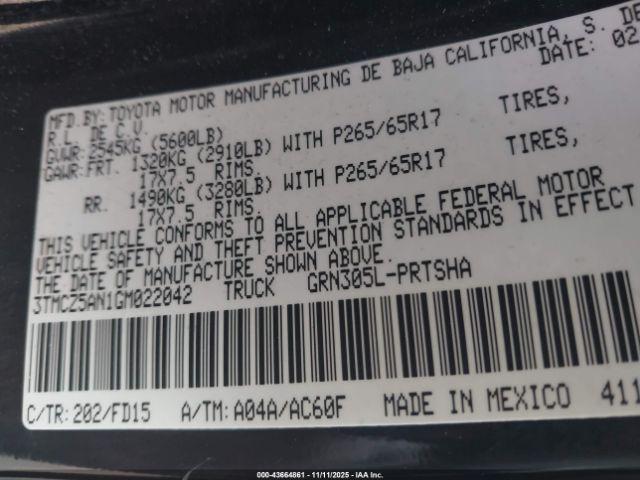 MFD.BY: TOYOTA MOTOR MANUFACTURING DE BAJA CALIFORNIA, S. DE
R.L. DE C.V. DATE: 02
GVWR: 2545KG (5600LB)
GAWR: FRT. 1320KG (2910LB) WITH P265/65R17 TIRES,
17X7.5 RIMS.
RR. 1490KG (3280LB) WITH P265/65R17 TIRES,
17X7.5 RIMS.
THIS VEHICLE CONFORMS TO ALL APPLICABLE FEDERAL MOTOR
VEHICLE SAFETY AND THEFT PREVENTION STANDARDS IN EFFECT
THE DATE OF MANUFACTURE SHOWN ABOVE.
3TMCZ5AN1GM022042 TRUCK GRN305L-PRTSHA
C/TR: 202/FD15 A/TM: A04A/AC60F MADE IN MEXICO 411
000-43664861 - 11/11/2025 - IAA Inc.